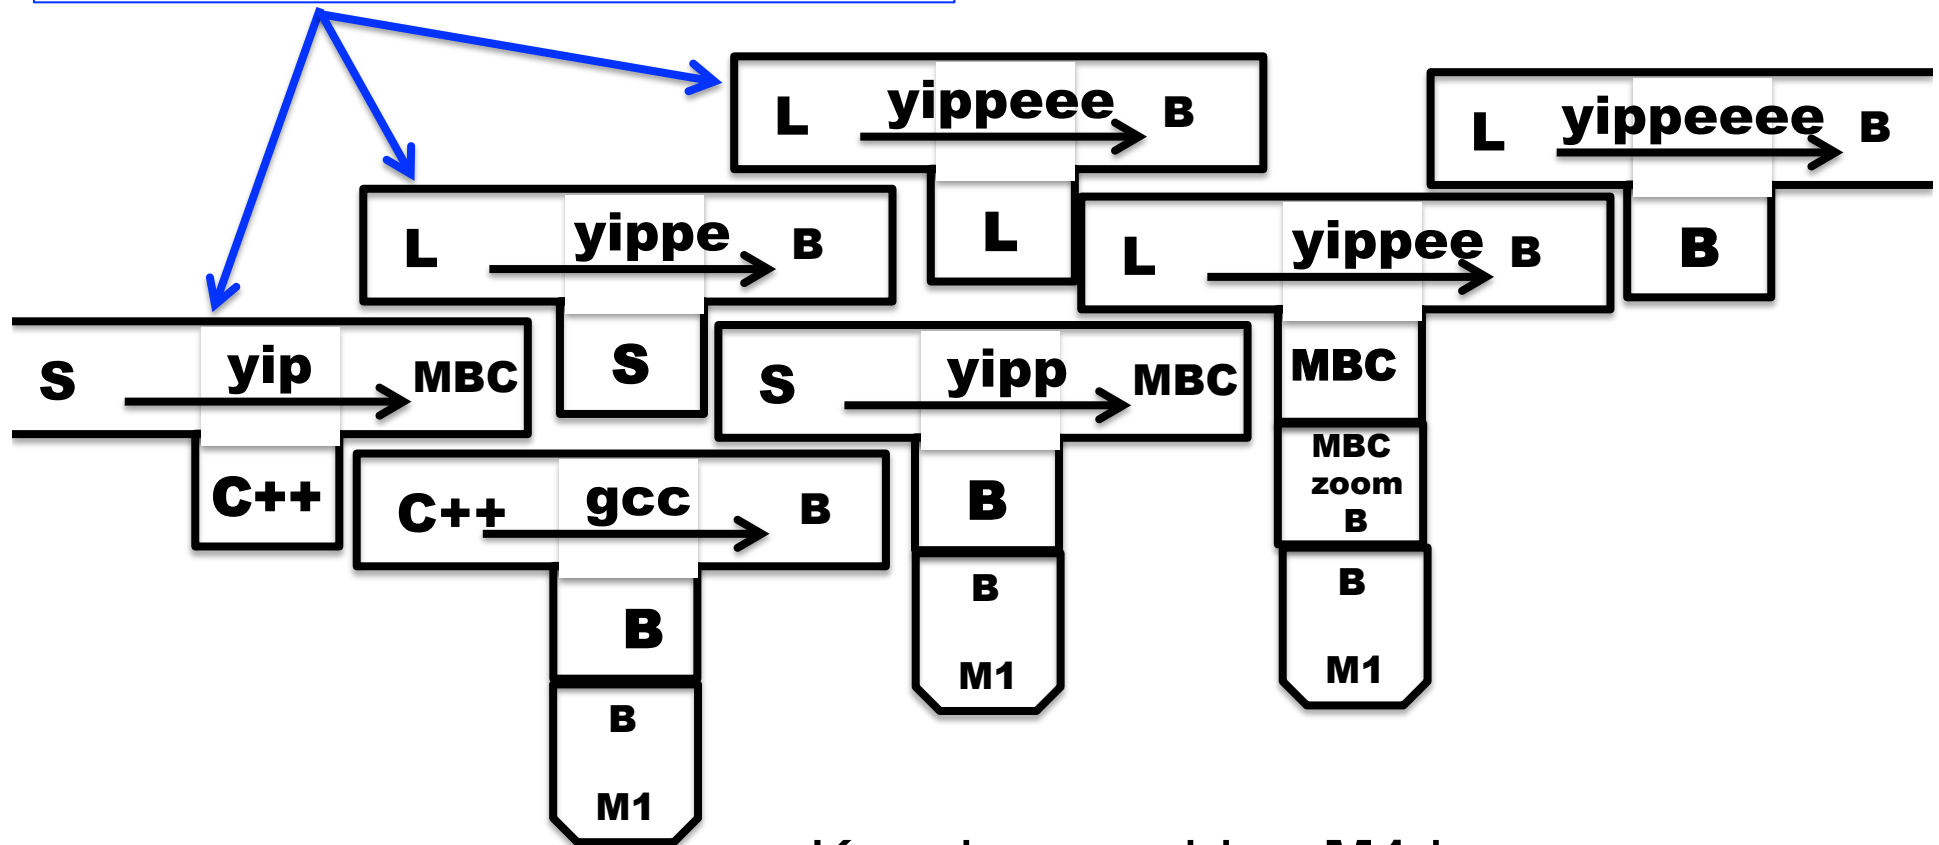 L yippeee B
L yippeeee B
L
L yippe B
L yippee B
B
S yip MBC
S
S yipp MBC
MBC
C++
C++ gcc B
B
MBC
zoom
B
B
B
B
M1
M1
B
M1